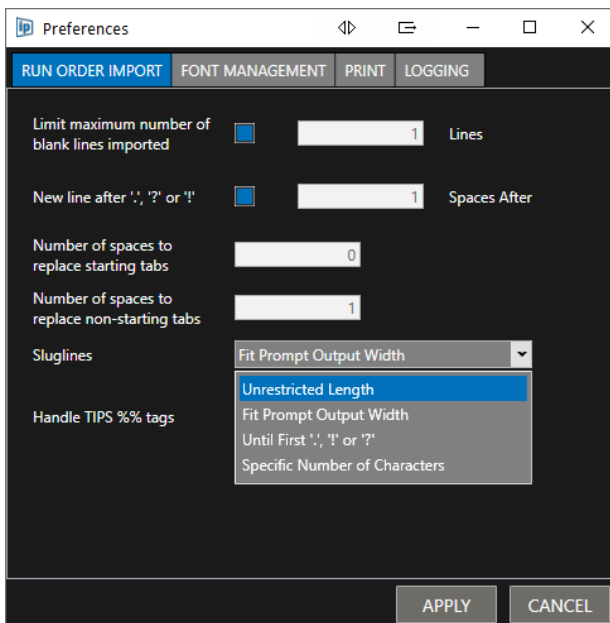 ip Preferences
RUN ORDER IMPORT FONT MANAGEMENT PRINT LOGGING
Limit maximum number of
blank lines imported
1 Lines
New line after '.', '?' or '!' 1 Spaces After
Number of spaces to
replace starting tabs
0
Number of spaces to
replace non-starting tabs
1
Sluglines Fit Prompt Output Width
Unrestricted Length
Handle TIPS %% tags Fit Prompt Output Width
Until First '.', '!' or '?'
Specific Number of Characters
APPLY CANCEL